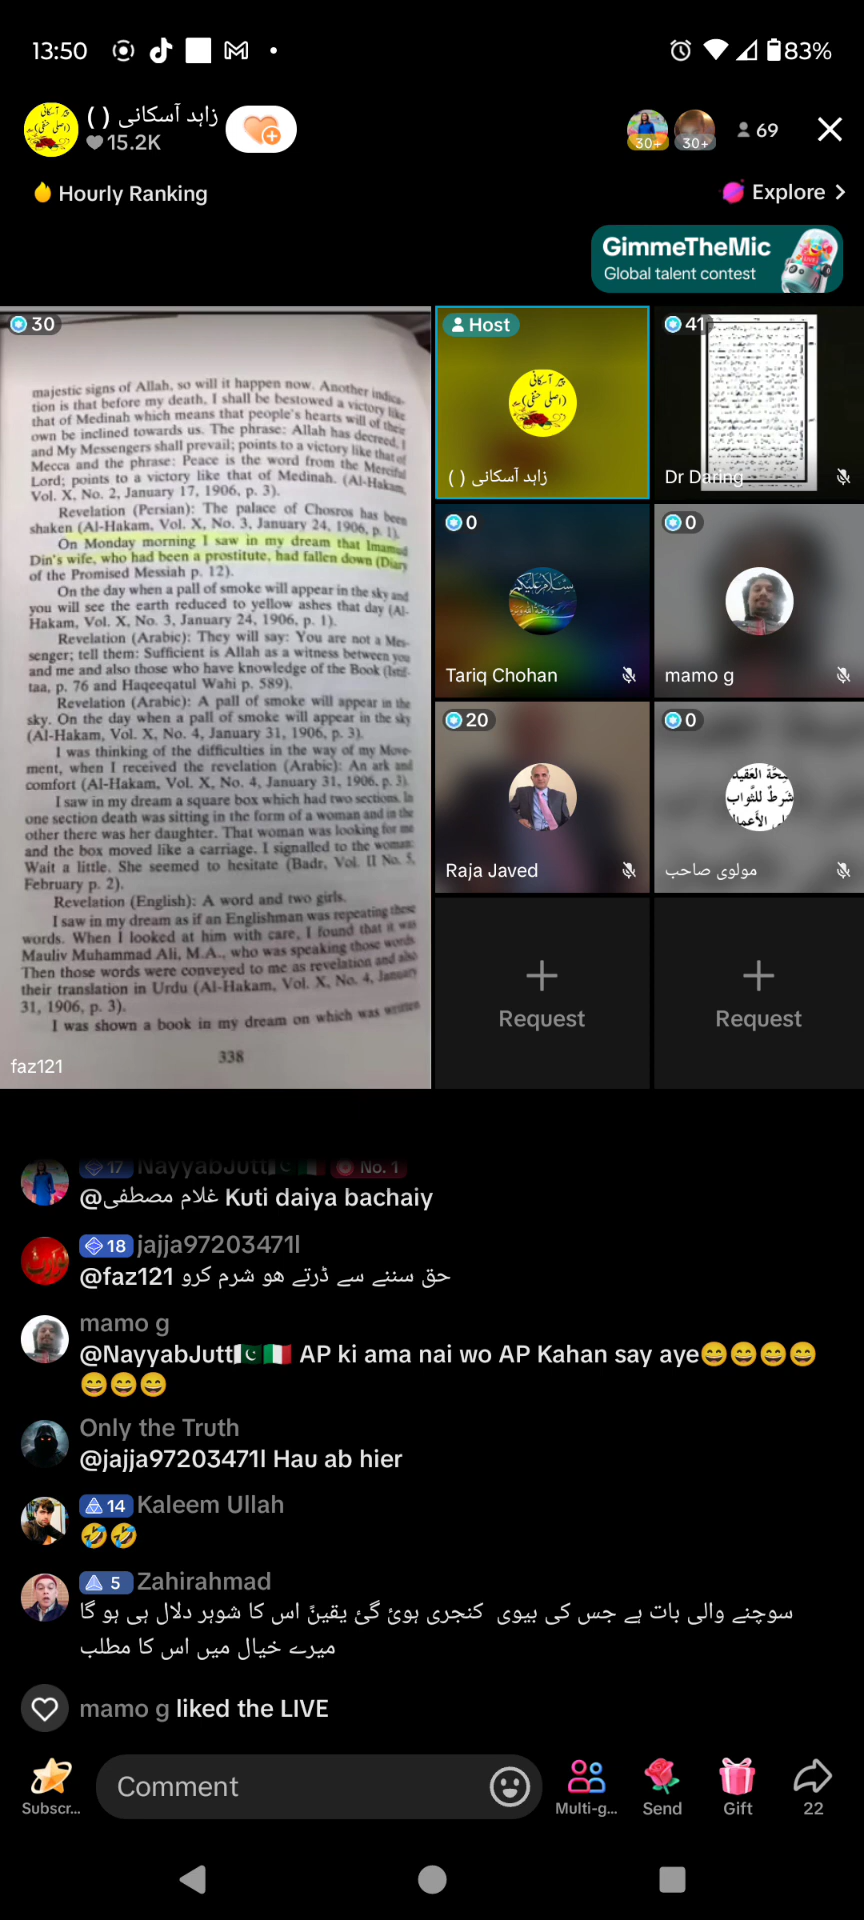 13:50
83%
زاہد آسکانی ( )
15.2K
30+
30+
69
Hourly Ranking
Explore
GimmeTheMic
Global talent contest
30
majestic signs of Allah, so will it happen now. Another indica-
tion is that before my death, I shall be bestowed a victory like
that of Medinah which means that people's hearts will of their
own be inclined towards us. The phrase: Allah has decreed, I
and My Messengers shall prevail; points to a victory like that of
Mecca and the phrase: Peace is the word from the Merciful
Lord; points to a victory like that of Medinah. (Al-Hakam,
Vol. X, No. 2, January 17, 1906, p. 3).
Revelation (Persian): The palace of Chosros has been
shaken (Al-Hakam, Vol. X, No. 3, January 24, 1906, p. 1).
On Monday morning I saw in my dream that Imamud
Din's wife, who had been a prostitute, had fallen down (Diary
of the Promised Messiah p. 12).
On the day when a pall of smoke will appear in the sky and
you will see the earth reduced to yellow ashes that day (Al-
Hakam, Vol. X, No. 3, January 24, 1906, p. 1).
Revelation (Arabic): They will say: You are not a Mes-
senger; tell them: Sufficient is Allah as a witness between you
and me and also those who have knowledge of the Book (Istif-
taa, p. 76 and Haqeeqatul Wahi p. 589).
Revelation (Arabic): A pall of smoke will appear in the
sky. On the day when a pall of smoke will appear in the sky
(Al-Hakam, Vol. X, No. 4, January 31, 1906, p. 3).
I was thinking of the difficulties in the way of my Move-
ment, when I received the revelation (Arabic): An ark and
comfort (Al-Hakam, Vol. X, No. 4, January 31, 1906, p. 3).
I saw in my dream a square box which had two sections. In
one section death was sitting in the form of a woman and in the
other there was her daughter. That woman was looking for me
and the box moved like a carriage. I signalled to the woman:
Wait a little. She seemed to hesitate (Badr, Vol. II No. 5,
February p. 2).
Revelation (English): A word and two girls.
I saw in my dream as if an Englishman was repeating these
words. When I looked at him with care, I found that it was
Mauliv Muhammad Ali, M.A., who was speaking those words.
Then those words were conveyed to me as revelation and also
their translation in Urdu (Al-Hakam, Vol. X, No. 4, January
31, 1906, p. 3).
I was shown a book in my dream on which was written
338
faz121
Host
پیر آسکانی
(اصلی حنفی)
زاہد آسکانی ( )
41
Dr Daring
0
Tariq Chohan
0
mamo g
20
Raja Javed
0
شرطٌ للثَّواب
مولوی صاحب
Request
Request
17 NayyabJutt No. 1
@غلام مصطفى Kuti daiya bachaiy
18 jajja97203471l
@faz121 حق سننے سے ڈرتے ھو شرم کرو
mamo g
@NayyabJutt🇵🇰🇮🇹 AP ki ama nai wo AP Kahan say aye😄😄😄😄
😄😄😄
Only the Truth
@jajja97203471l Hau ab hier
14 Kaleem Ullah
🤣🤣
5 Zahirahmad
سوچنے والی بات ہے جس کی بیوی کنجری ہوئ گئ یقینً اس کا شوہر دلال ہی ہو گا
میرے خیال میں اس کا مطلب
mamo g liked the LIVE
Subscr...
Comment
Multi-g...
Send
Gift
22